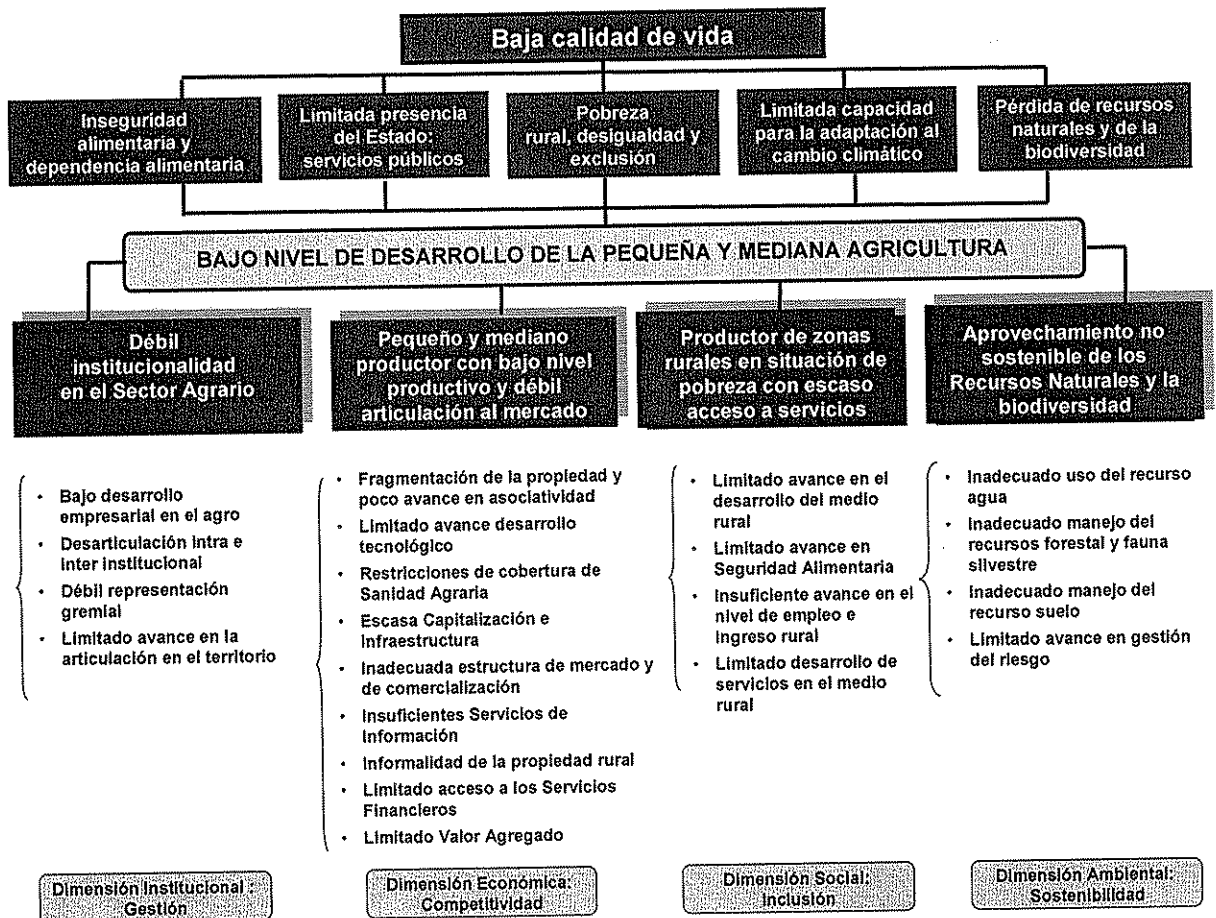 Baja calidad de vida
Inseguridad
alimentaria y
dependencia alimentaria
Limitada presencia
del Estado:
servicios públicos
Pobreza
rural, desigualdad y
exclusión
Limitada capacidad
para la adaptación al
cambio climático
Pérdida de recursos
naturales y de la
biodiversidad
BAJO NIVEL DE DESARROLLO DE LA PEQUEÑA Y MEDIANA AGRICULTURA
Débil
institucionalidad
en el Sector Agrario
Pequeño y mediano
productor con bajo nivel
productivo y débil
articulación al mercado
Productor de zonas
rurales en situación de
pobreza con escaso
acceso a servicios
Aprovechamiento no
sostenible de los
Recursos Naturales y la
biodiversidad
• Bajo desarrollo
empresarial en el agro
• Desarticulación intra e
inter institucional
• Débil representación
gremial
• Limitado avance en la
articulación en el territorio
• Fragmentación de la propiedad y
poco avance en asociatividad
• Limitado avance desarrollo
tecnológico
• Restricciones de cobertura de
Sanidad Agraria
• Escasa Capitalización e
infraestructura
• Inadecuada estructura de mercado y
de comercialización
• Insuficientes Servicios de
Información
• Informalidad de la propiedad rural
• Limitado acceso a los Servicios
Financieros
• Limitado Valor Agregado
• Limitado avance en el
desarrollo del medio
rural
• Limitado avance en
Seguridad Alimentaria
• Insuficiente avance en el
nivel de empleo e
ingreso rural
• Limitado desarrollo de
servicios en el medio
rural
• Inadecuado uso del recurso
agua
• Inadecuado manejo del
recursos forestal y fauna
silvestre
• Inadecuado manejo del
recurso suelo
• Limitado avance en gestión
del riesgo
Dimensión Institucional :
Gestión
Dimensión Económica:
Competitividad
Dimensión Social:
Inclusión
Dimensión Ambiental:
Sostenibilidad